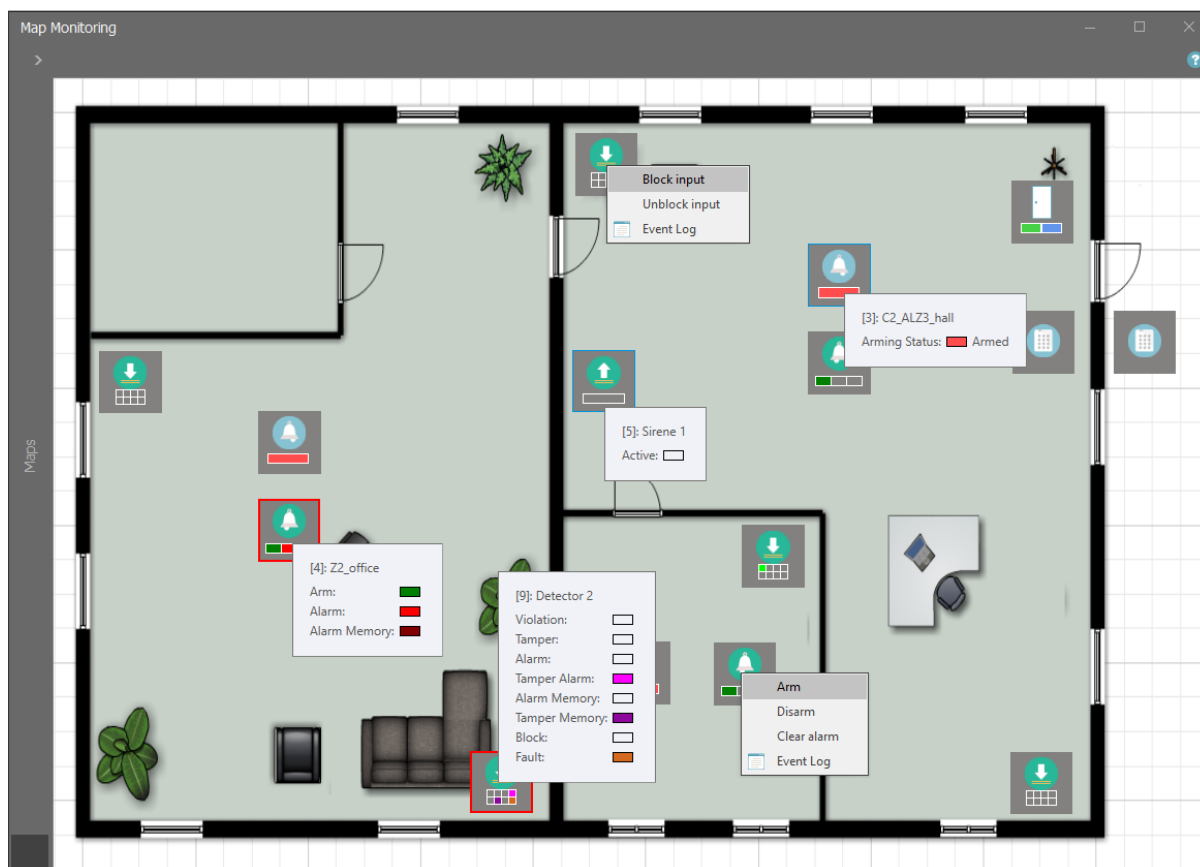 Map Monitoring
?
Maps
Block input
Unblock input
Event Log
[3]: C2_ALZ3_hall
Arming Status: Armed
[5]: Sirene 1
Active:
[4]: Z2_office
Arm:
Alarm:
Alarm Memory:
[9]: Detector 2
Violation:
Tamper:
Alarm:
Tamper Alarm:
Alarm Memory:
Tamper Memory:
Block:
Fault:
Arm
Disarm
Clear alarm
Event Log